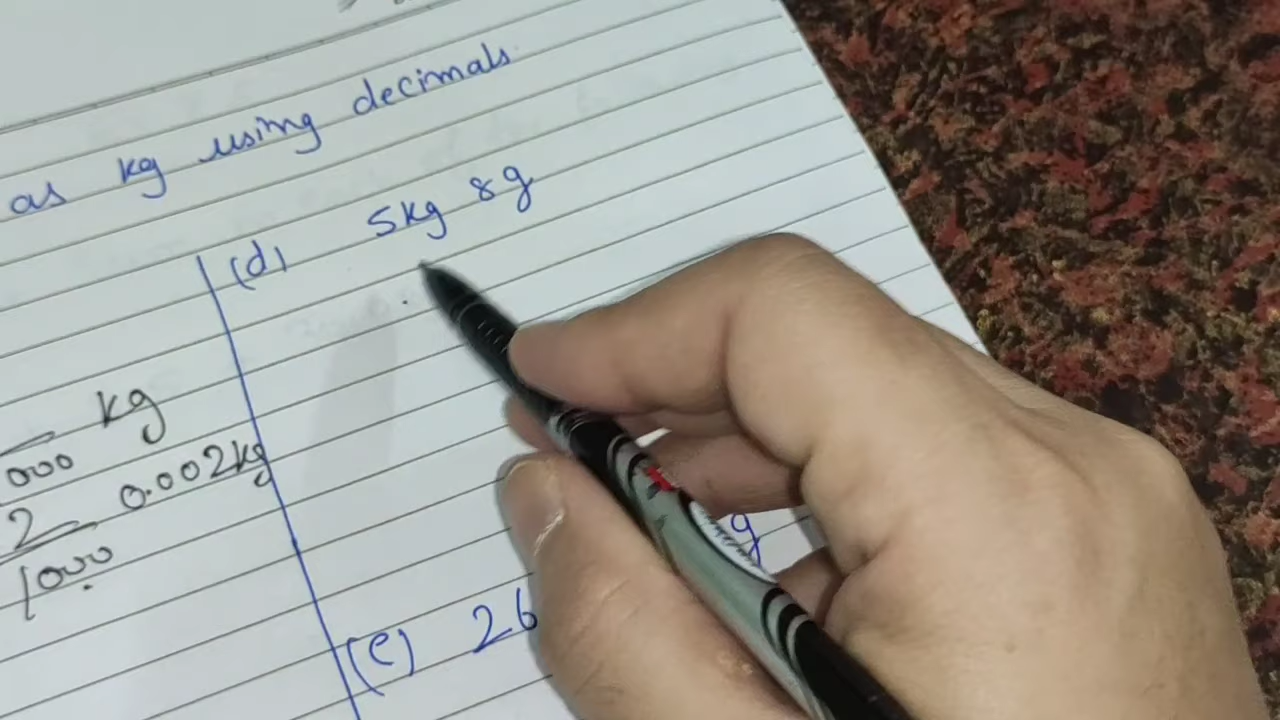 as kg using decimals
(d) 5kg 8g
000 kg
2 0.002kg
1000
(e) 26 g